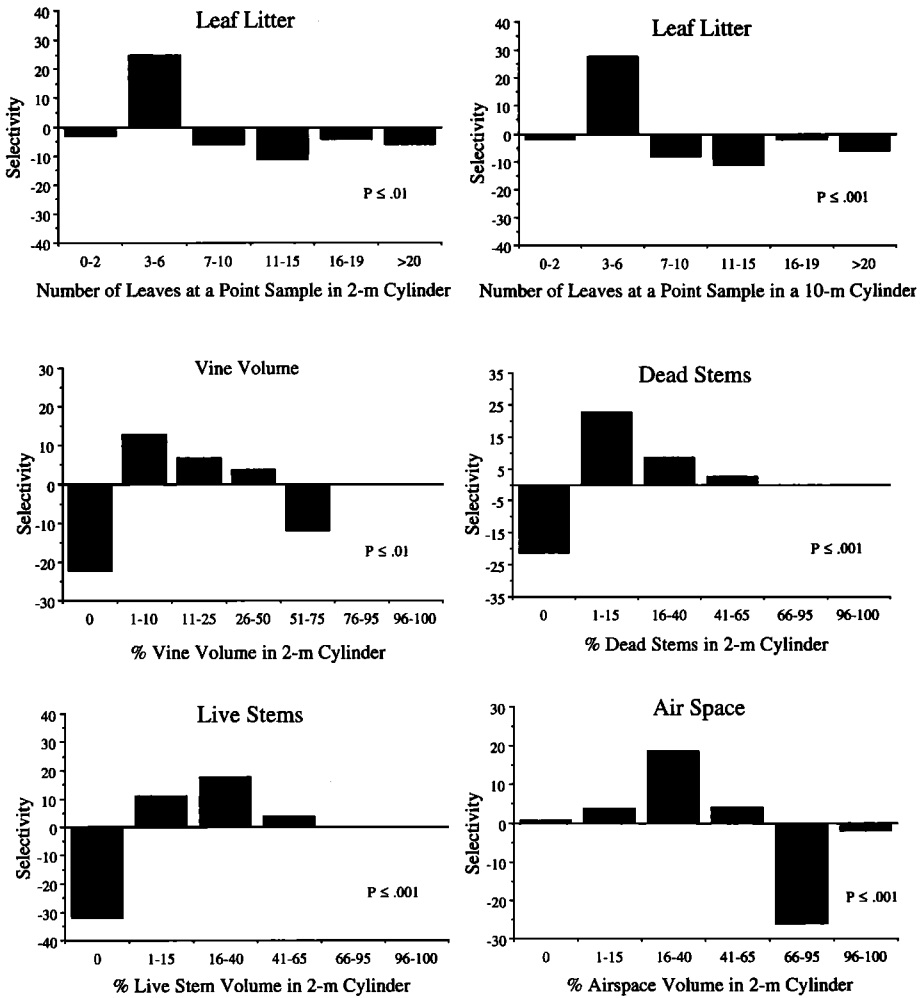 Leaf Litter
40
30
20
10
0
-10
-20
-30
-40
Selectivity
P ≤ .01
0-2 3-6 7-10 11-15 16-19 >20
Number of Leaves at a Point Sample in 2-m Cylinder
Leaf Litter
40
30
20
10
0
-10
-20
-30
-40
Selectivity
P ≤ .001
0-2 3-6 7-10 11-15 16-19 >20
Number of Leaves at a Point Sample in a 10-m Cylinder
Vine Volume
30
20
10
0
-10
-20
-30
Selectivity
P ≤ .01
0 1-10 11-25 26-50 51-75 76-95 96-100
% Vine Volume in 2-m Cylinder
Dead Stems
35
25
15
5
-5
-15
-25
-35
Selectivity
P ≤ .001
0 1-15 16-40 41-65 66-95 96-100
% Dead Stems in 2-m Cylinder
Live Stems
40
30
20
10
0
-10
-20
-30
-40
Selectivity
P ≤ .001
0 1-15 16-40 41-65 66-95 96-100
% Live Stem Volume in 2-m Cylinder
Air Space
30
20
10
0
-10
-20
-30
Selectivity
P ≤ .001
0 1-15 16-40 41-65 66-95 96-100
% Airspace Volume in 2-m Cylinder